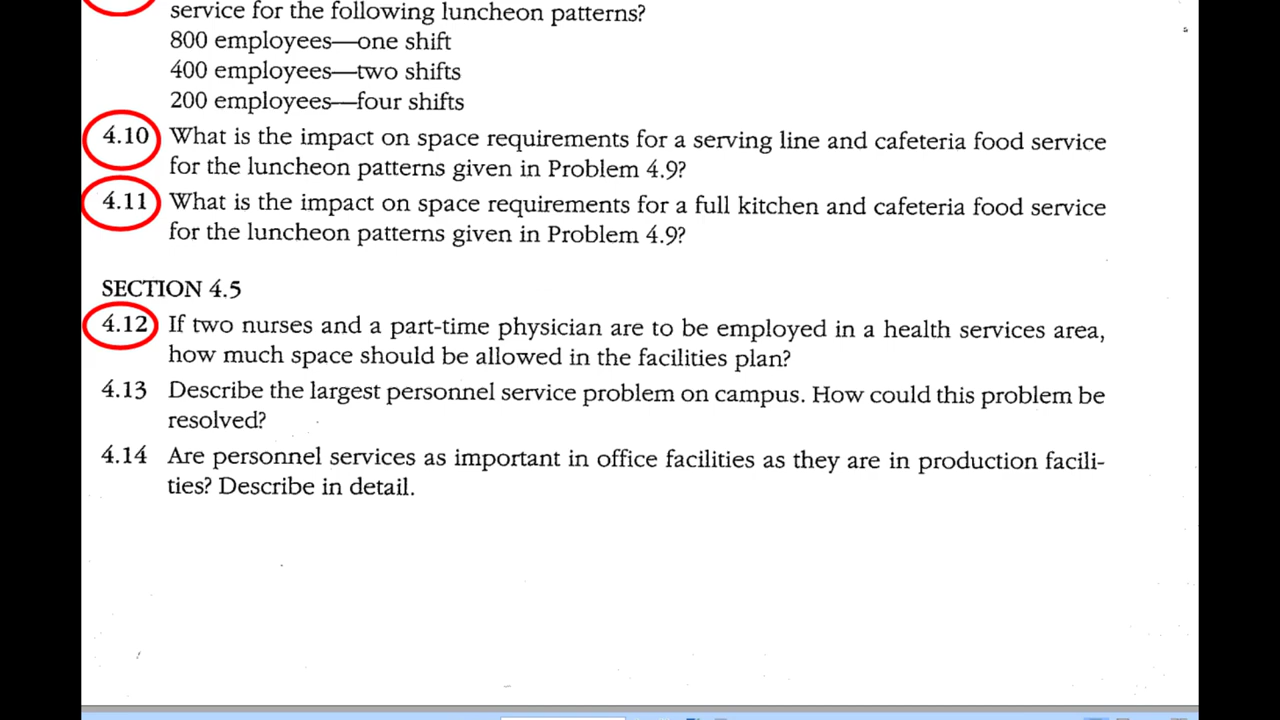 service for the following luncheon patterns?
800 employees—one shift
400 employees—two shifts
200 employees—four shifts
4.10 What is the impact on space requirements for a serving line and cafeteria food service
for the luncheon patterns given in Problem 4.9?
4.11 What is the impact on space requirements for a full kitchen and cafeteria food service
for the luncheon patterns given in Problem 4.9?
SECTION 4.5
4.12 If two nurses and a part-time physician are to be employed in a health services area,
how much space should be allowed in the facilities plan?
4.13 Describe the largest personnel service problem on campus. How could this problem be
resolved?
4.14 Are personnel services as important in office facilities as they are in production facili-
ties? Describe in detail.